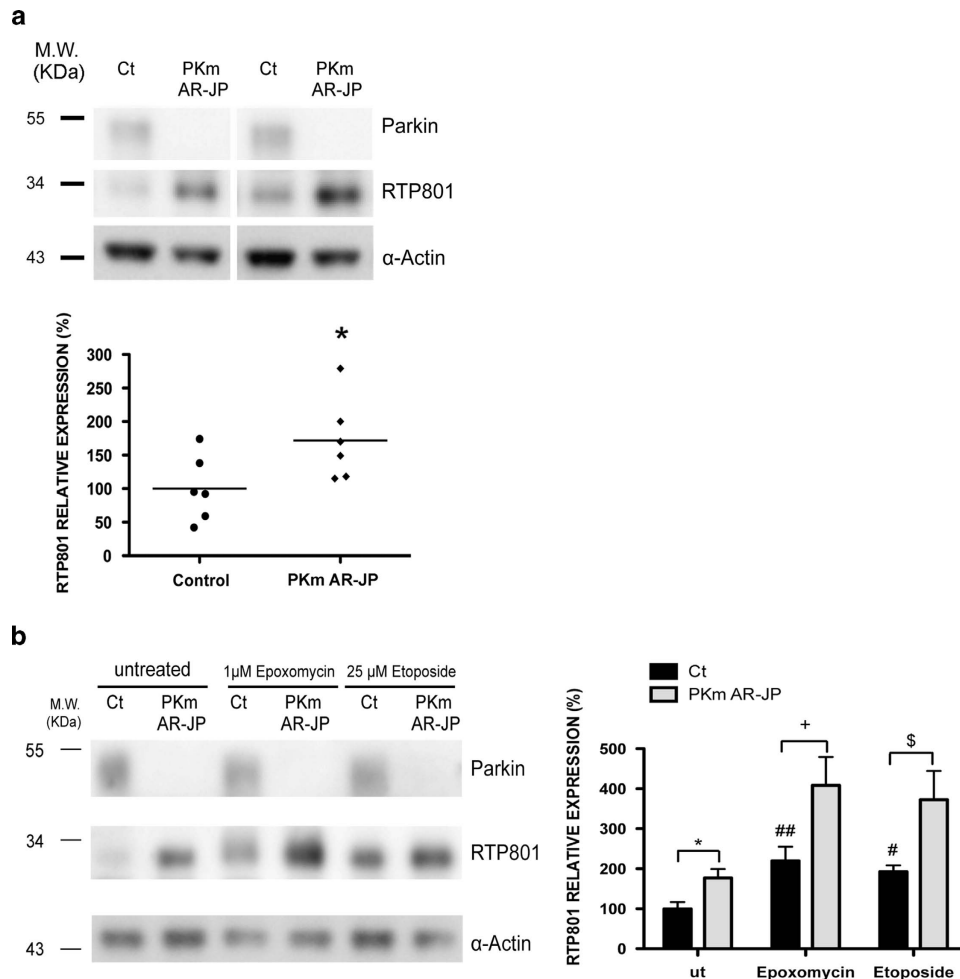 a
M.W.
(KDa)
Ct
PKm
AR-JP
Ct
PKm
AR-JP
55
Parkin
34
RTP801
43
α-Actin
RTP801 RELATIVE EXPRESSION (%)
*
300
250
200
150
100
50
0
Control
PKm AR-JP
b
untreated
1µM Epoxomycin
25 µM Etoposide
M.W.
(KDa)
Ct
PKm
AR-JP
Ct
PKm
AR-JP
Ct
PKm
AR-JP
55
Parkin
34
RTP801
43
α-Actin
Ct
PKm AR-JP
RTP801 RELATIVE EXPRESSION (%)
500
400
300
200
100
0
*
##
+
#
$
ut
Epoxomycin
Etoposide